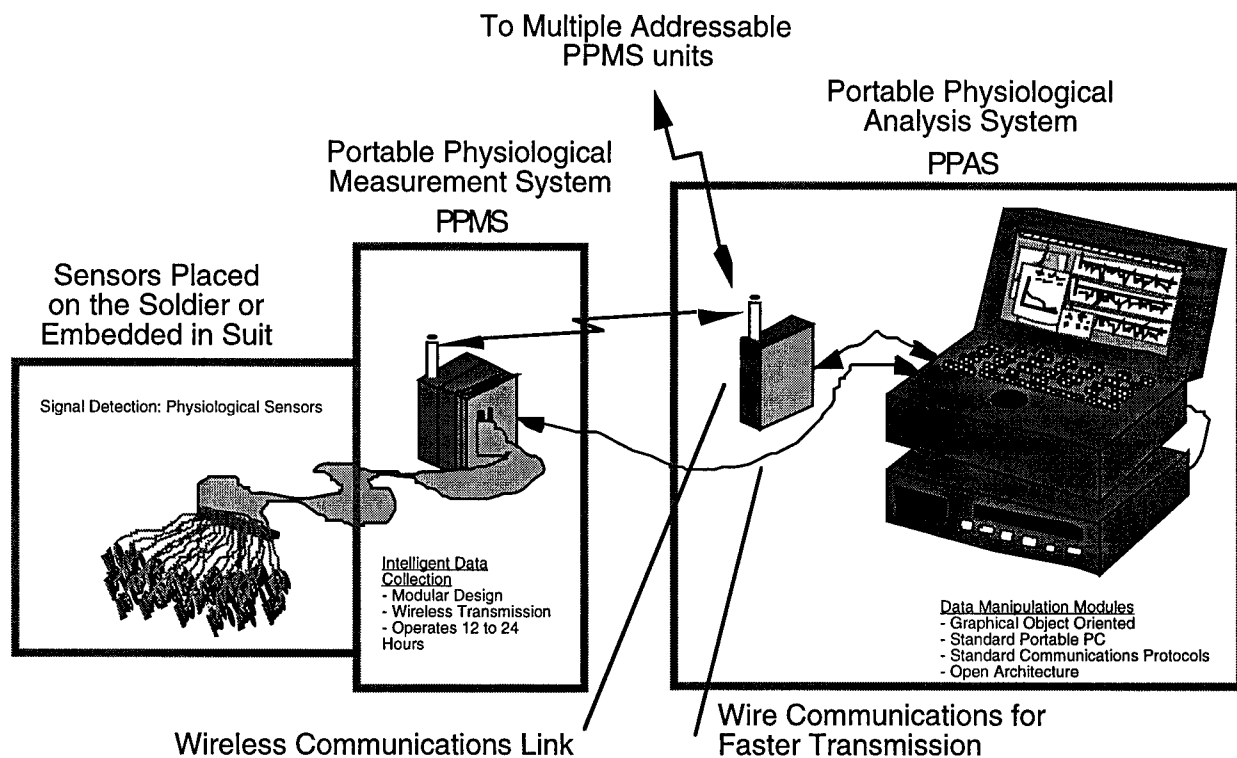 To Multiple Addressable
PPMS units
Portable Physiological
Analysis System
PPAS
Portable Physiological
Measurement System
PPMS
Sensors Placed
on the Soldier or
Embedded in Suit
Signal Detection: Physiological Sensors
Intelligent Data
Collection
- Modular Design
- Wireless Transmission
- Operates 12 to 24
Hours
Data Manipulation Modules
- Graphical Object Oriented
- Standard Portable PC
- Standard Communications Protocols
- Open Architecture
Wireless Communications Link
Wire Communications for
Faster Transmission